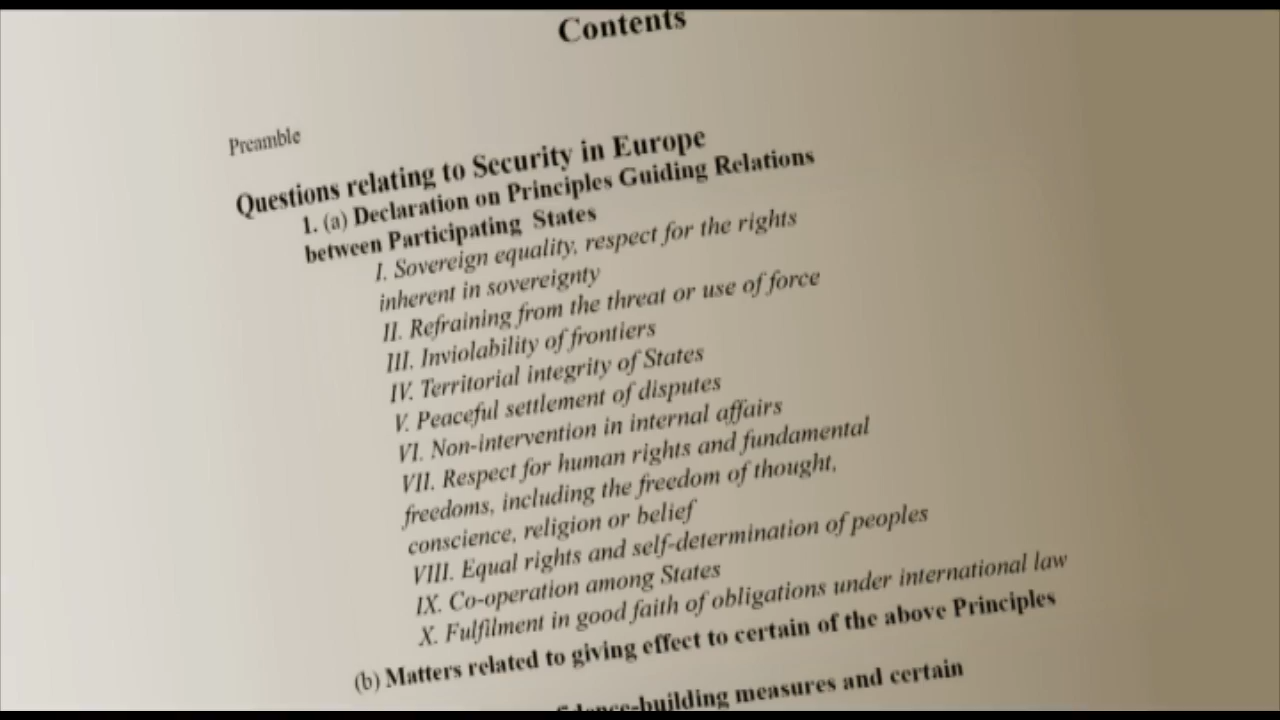 Contents
Preamble
Questions relating to Security in Europe
1. (a) Declaration on Principles Guiding Relations
between Participating States
I. Sovereign equality, respect for the rights
inherent in sovereignty
II. Refraining from the threat or use of force
III. Inviolability of frontiers
IV. Territorial integrity of States
V. Peaceful settlement of disputes
VI. Non-intervention in internal affairs
VII. Respect for human rights and fundamental
freedoms, including the freedom of thought,
conscience, religion or belief
VIII. Equal rights and self-determination of peoples
IX. Co-operation among States
X. Fulfilment in good faith of obligations under international law
(b) Matters related to giving effect to certain of the above Principles
measures and certain